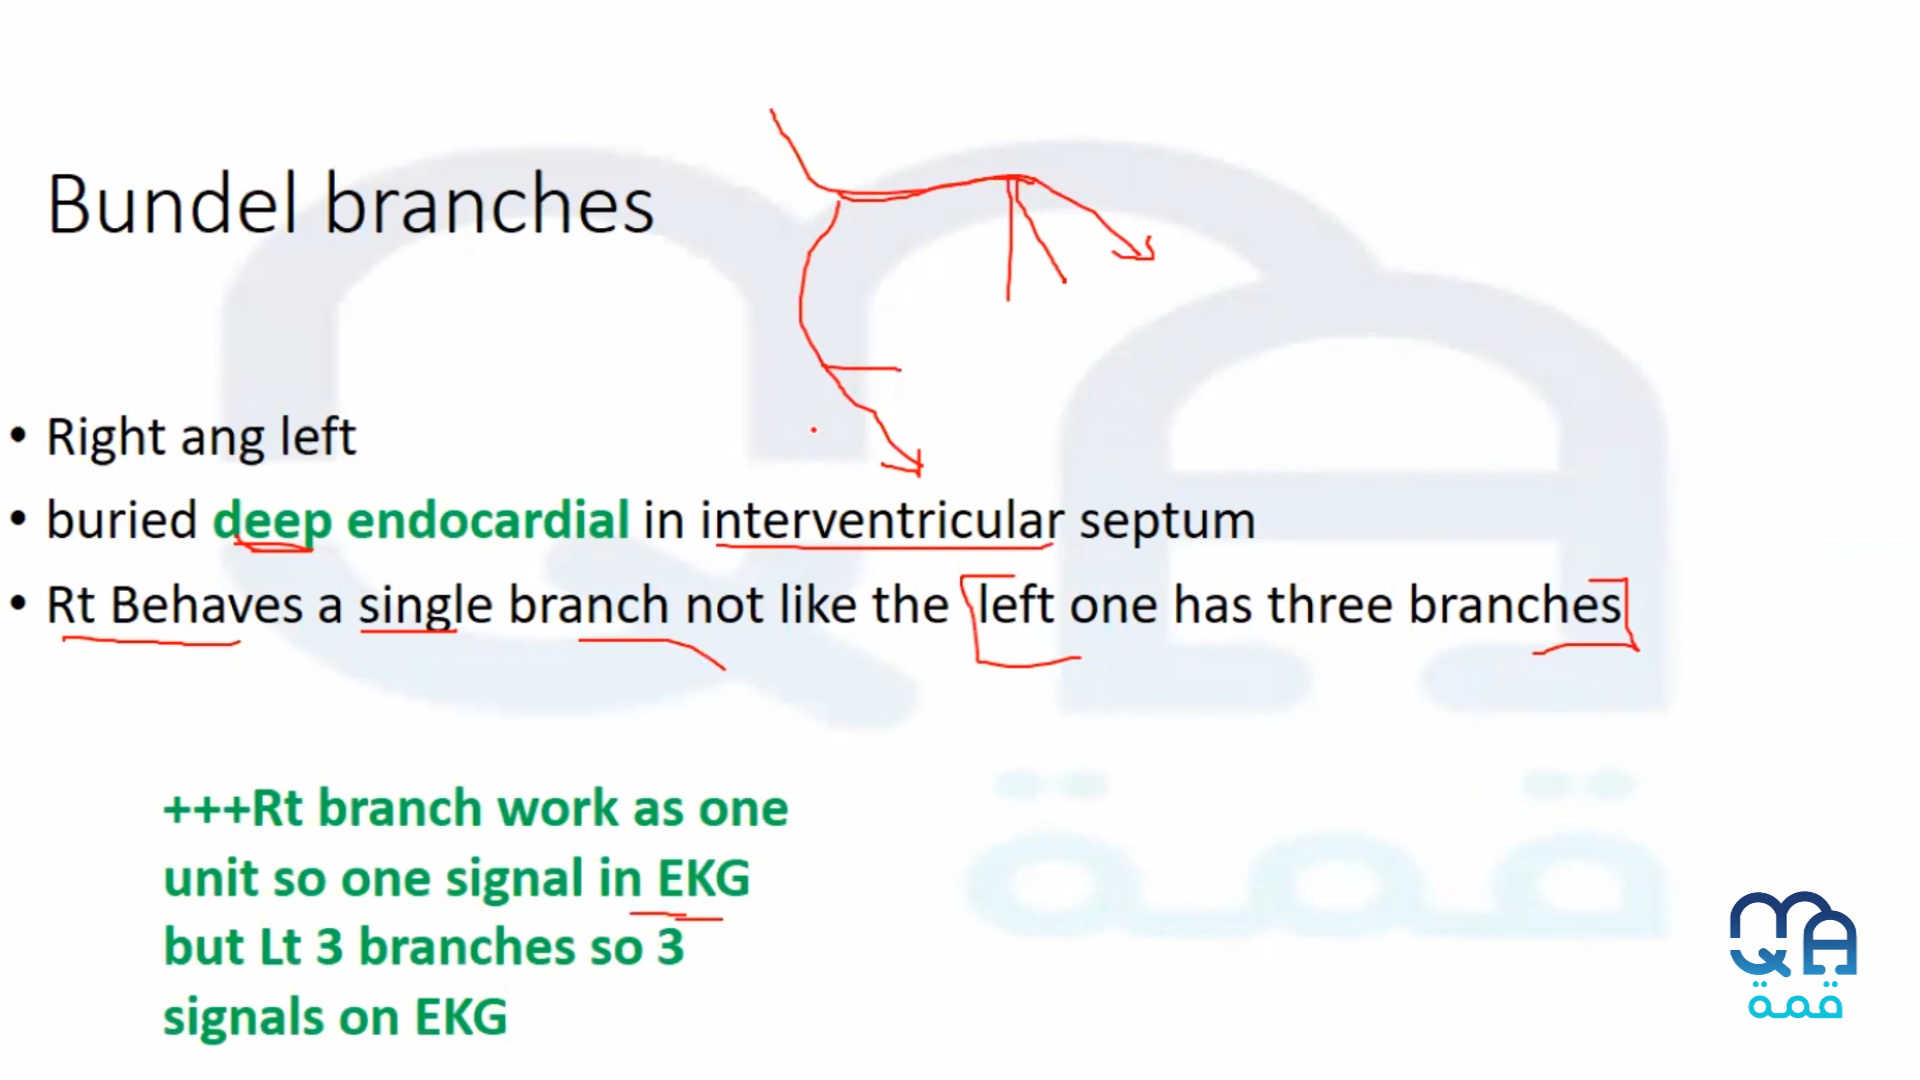 Bundel branches
• Right ang left
• buried deep endocardial in interventricular septum
• Rt Behaves a single branch not like the left one has three branches
+++Rt branch work as one
unit so one signal in EKG
but Lt 3 branches so 3
signals on EKG
قمة
QMA
قمة